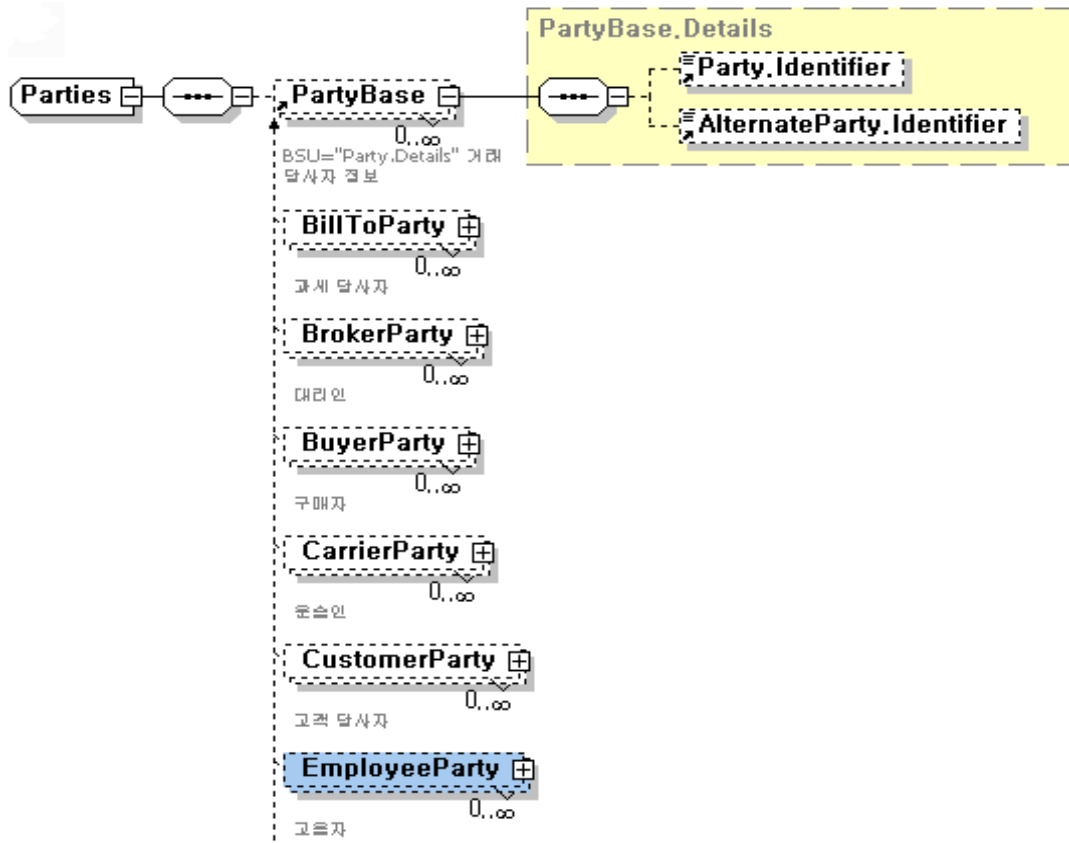 PartyBase.Details
Party.Identifier
Parties
PartyBase
AlternateParty.Identifier
0..∞
BSU="Party.Details" 거래
당사자 정보
BillToParty
0..∞
과세 당사자
BrokerParty
0..∞
대리인
BuyerParty
0..∞
구매자
CarrierParty
0..∞
운송인
CustomerParty
0..∞
고객 당사자
EmployeeParty
0..∞
고용자